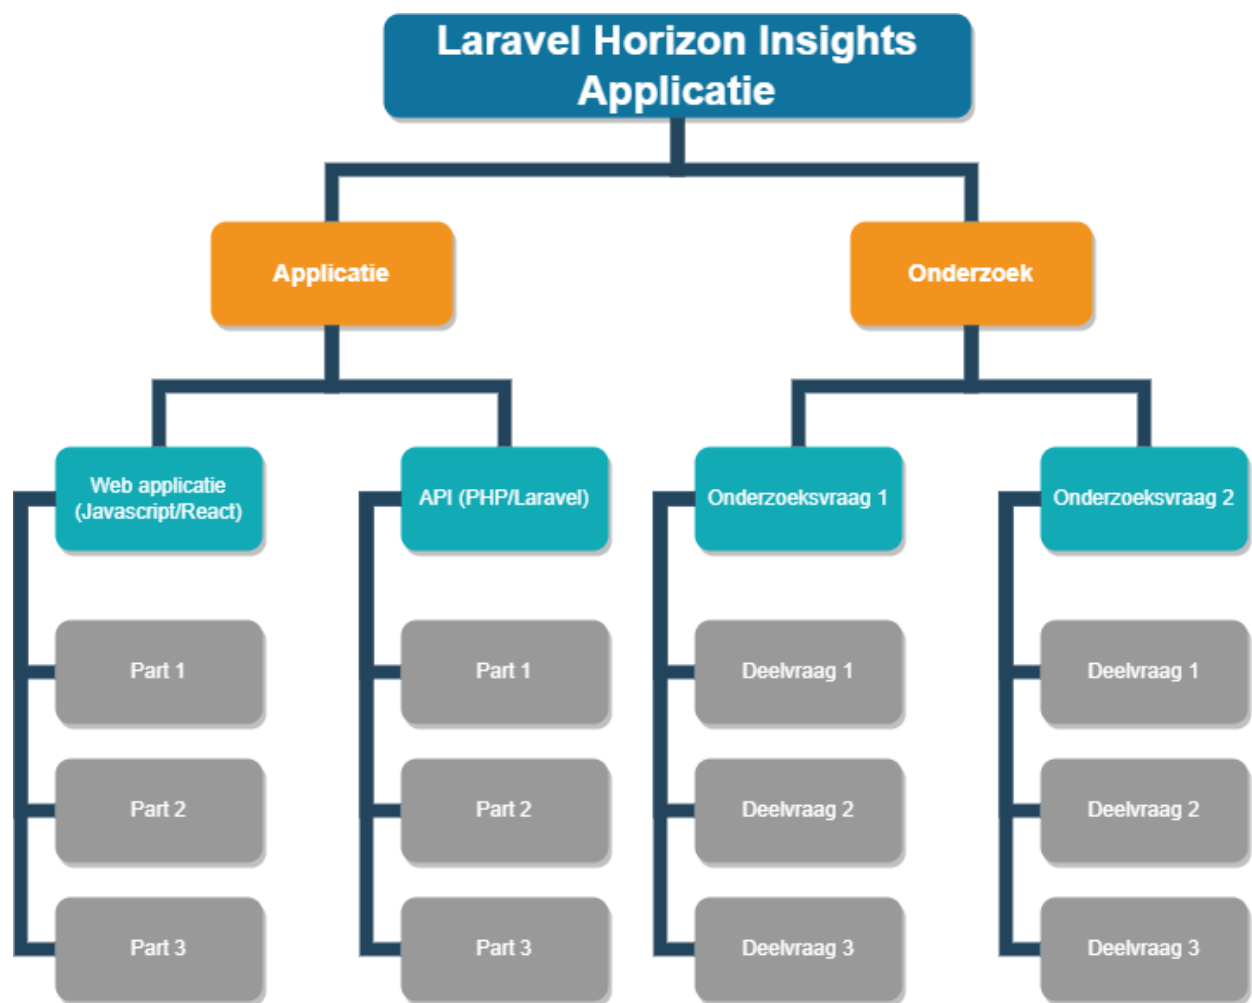 Laravel Horizon Insights
Applicatie
Applicatie
Onderzoek
Web applicatie
(Javascript/React)
API (PHP/Laravel)
Onderzoeksvraag 1
Onderzoeksvraag 2
Part 1
Part 1
Deelvraag 1
Deelvraag 1
Part 2
Part 2
Deelvraag 2
Deelvraag 2
Part 3
Part 3
Deelvraag 3
Deelvraag 3